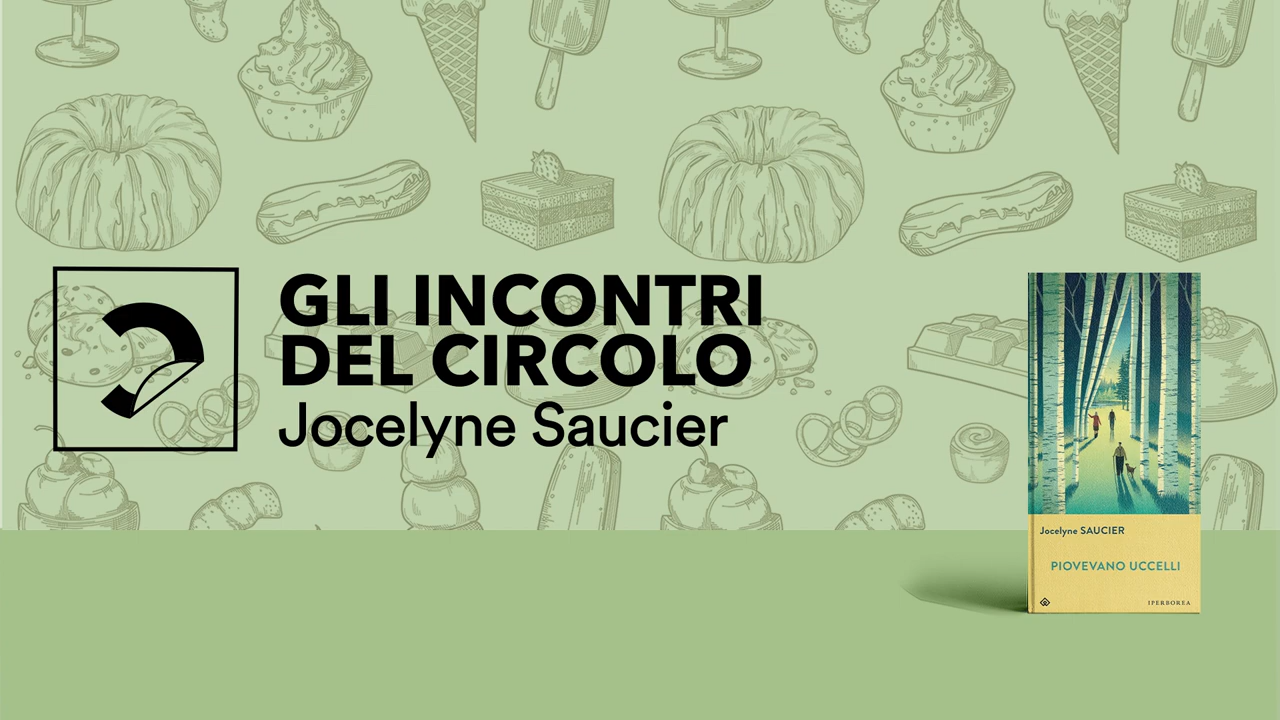 GLI INCONTRI
DEL CIRCOLO
Jocelyne Saucier
Jocelyne SAUCIER
PIOVEVANO UCCELLI
IPERBOREA